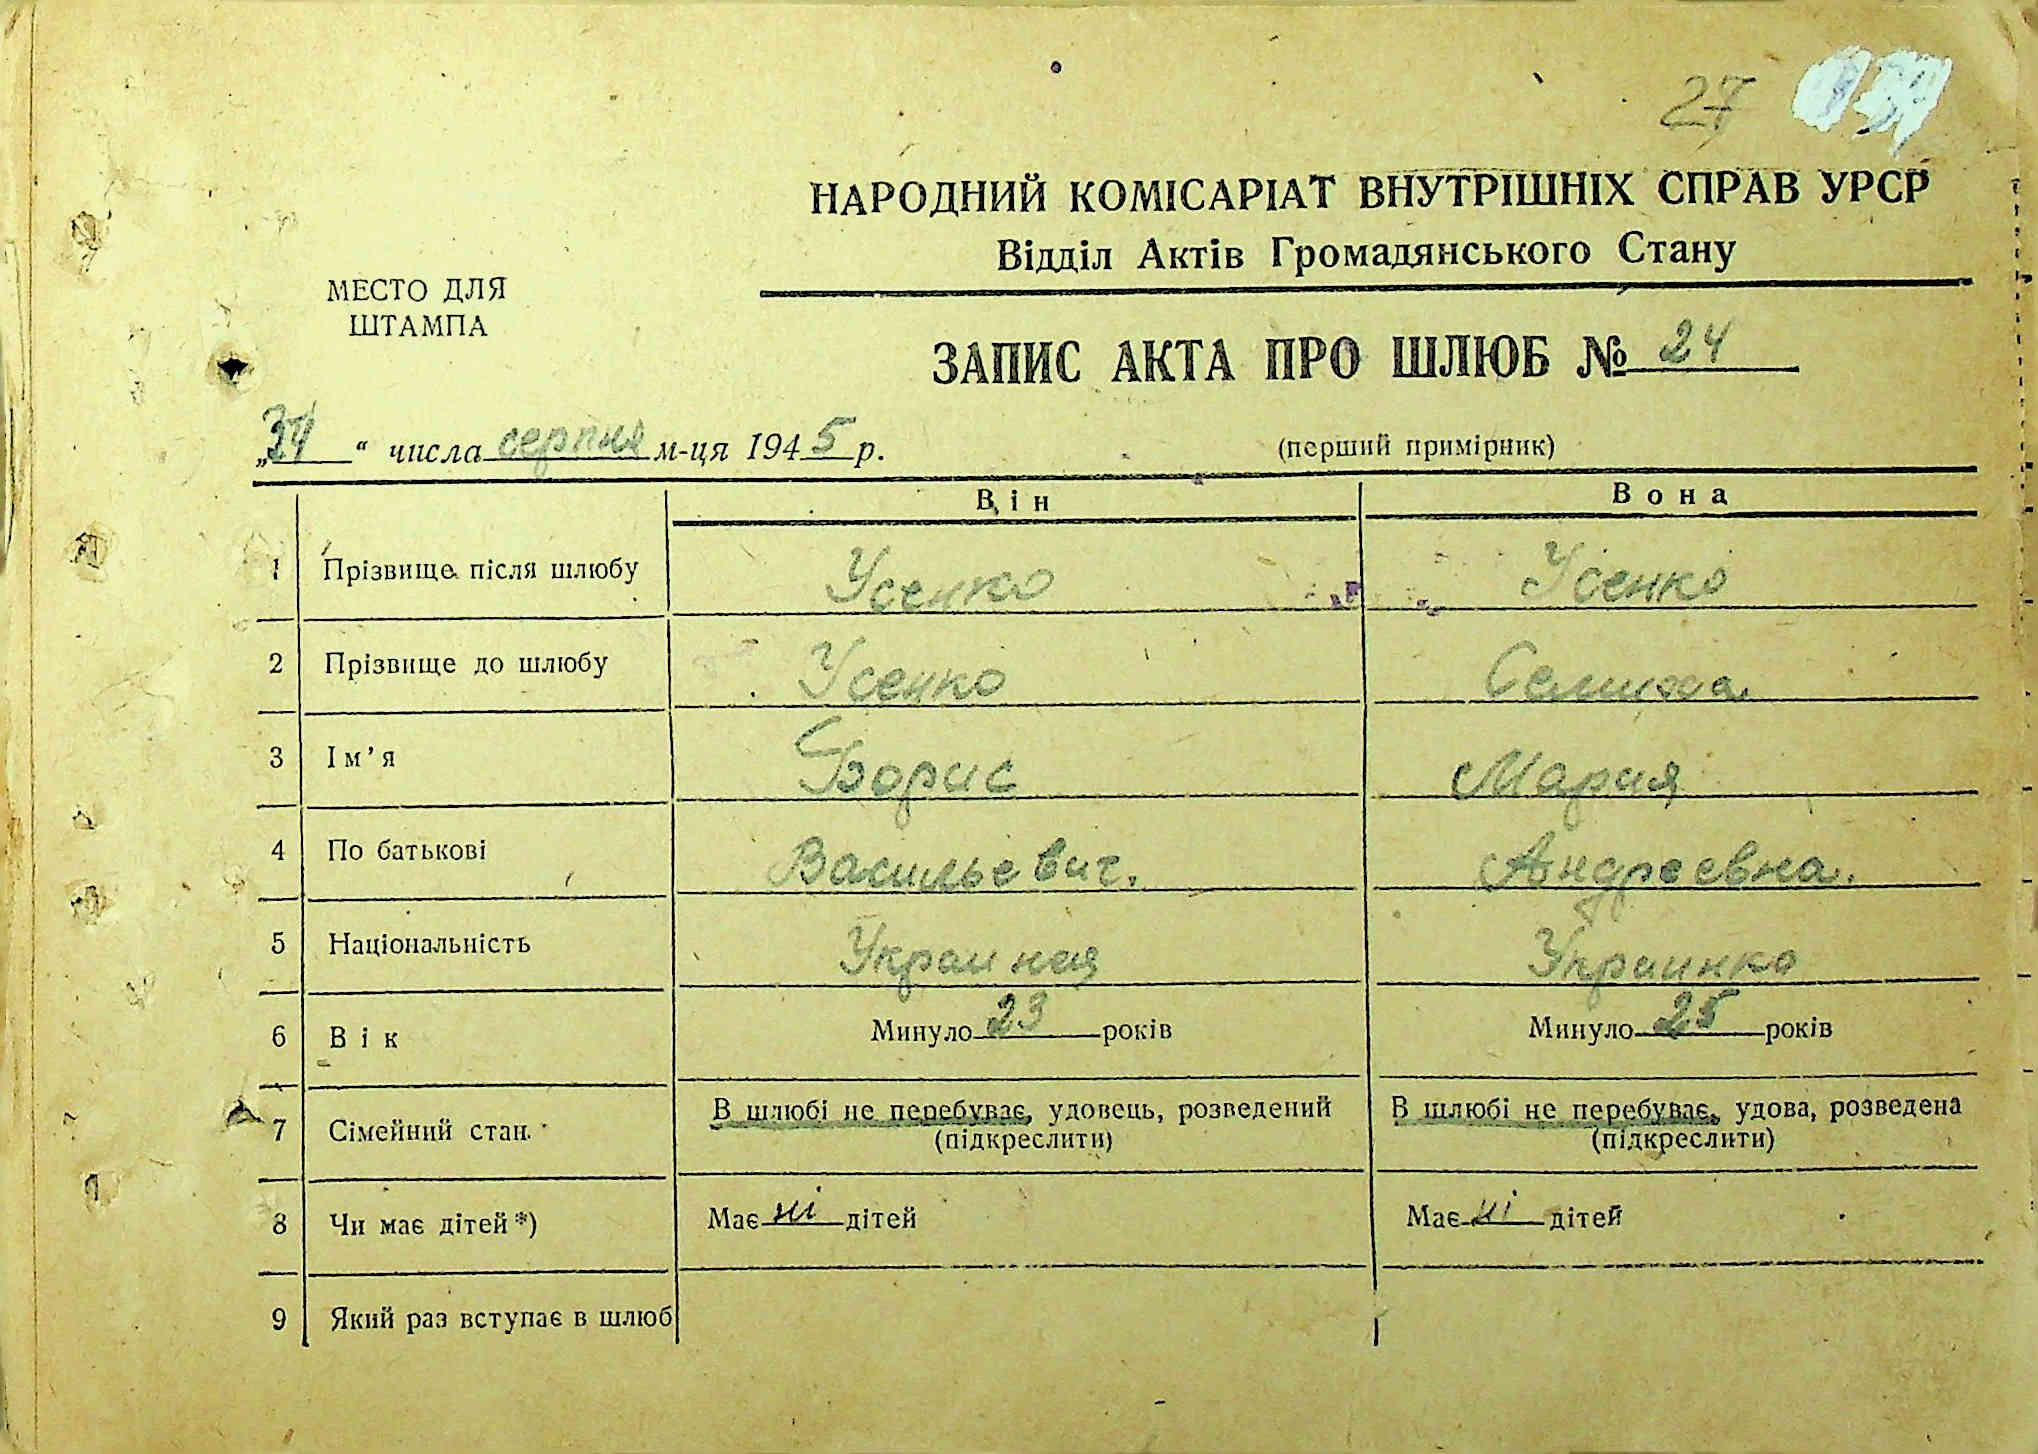 27
НАРОДНИЙ КОМІСАРІАТ ВНУТРІШНІХ СПРАВ УРСР
Відділ Актів Громадянського Стану
МЕСТО ДЛЯ
ШТАМПА
ЗАПИС АКТА ПРО ШЛЮБ № 24
„ “ числа серпня м-ця 1945 р.
(перший примірник)
Він Вона
1 Прізвище після шлюбу Усенко Усенко
2 Прізвище до шлюбу Усенко
3 Ім'я Борис Мария
4 По батькові Васильевич. Андреевна.
5 Національність Украинец Украинка
6 Вік Минуло 23 років Минуло 25 років
7 Сімейний стан. В шлюбі не перебуває, удовець, розведений В шлюбі не перебуває, удова, розведена
(підкреслити) (підкреслити)
8 Чи має дітей *) Має ні дітей Має ні дітей
9 Який раз вступає в шлюб